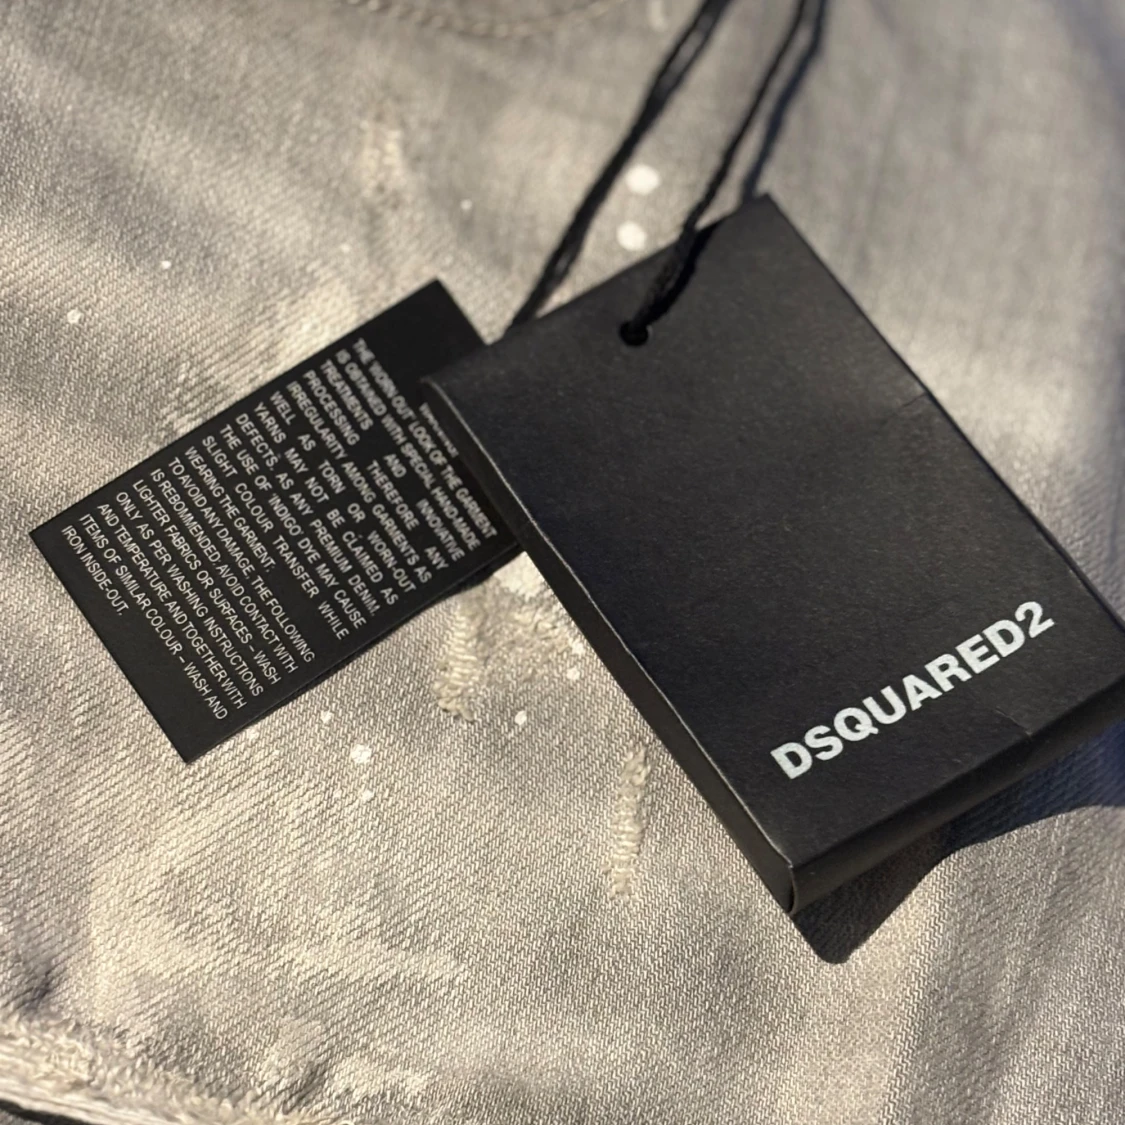 THE 'WORN OUT' LOOK OF THE GARMENT
IS OBTAINED WITH SPECIAL HAND-MADE
TREATMENTS AND INNOVATIVE
PROCESSING THEREFORE ANY
IRREGULARITY AMONG GARMENTS AS
WELL AS TORN OR WORN-OUT
YARNS MAY NOT BE CLAIMED AS
DEFECTS. AS ANY PREMIUM DENIM,
THE USE OF 'INDIGO' DYE MAY CAUSE
SLIGHT COLOUR TRANSFER WHILE
WEARING THE GARMENT.
TO AVOID ANY DAMAGE, THE FOLLOWING
IS REBOMMENDED: AVOID CONTACT WITH
LIGHTER FABRICS OR SURFACES – WASH
ONLY AS PER WASHING INSTRUCTIONS
AND TEMPERATURE AND TOGETHER WITH
ITEMS OF SIMILAR COLOUR – WASH AND
IRON INSIDE-OUT.
DSQUARED2